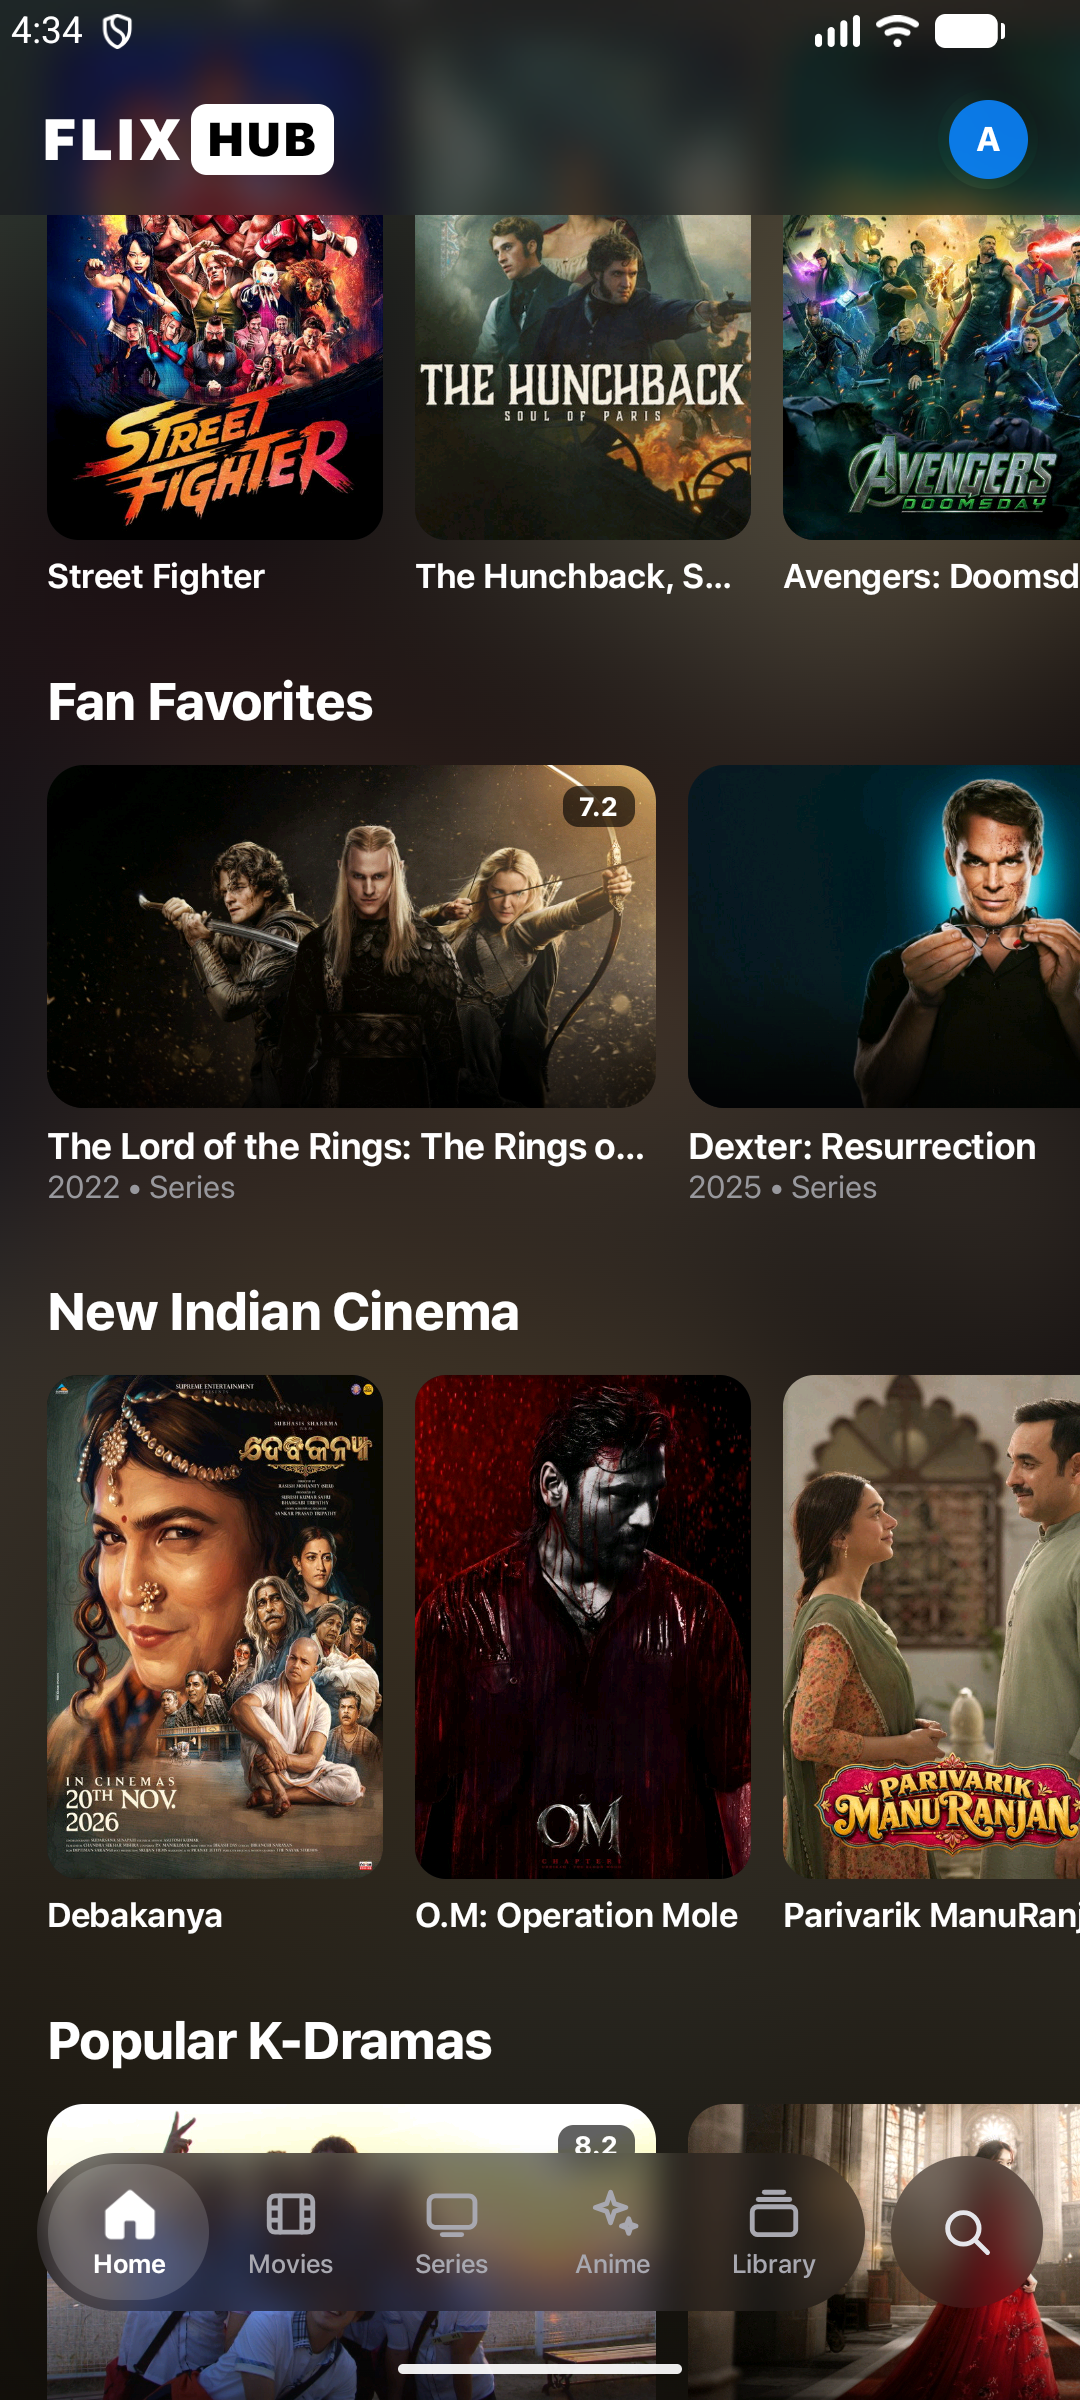 4:34
FLIX HUB
A
STREET
FIGHTER
THE HUNCHBACK
SOUL OF PARIS
AVENGERS
DOOMSDAY
Street Fighter
The Hunchback, S...
Avengers: Doomsd
Fan Favorites
7.2
The Lord of the Rings: The Rings o...
2022 • Series
Dexter: Resurrection
2025 • Series
New Indian Cinema
SUPREME ENTERTAINMENT
ଦେବକନ୍ୟା
IN CINEMAS
20TH NOV.
2026
OM
PARIVARIK
MANURANJAN
Debakanya
O.M: Operation Mole
Parivarik ManuRanj
Popular K-Dramas
8.2
Home
Movies
Series
Anime
Library